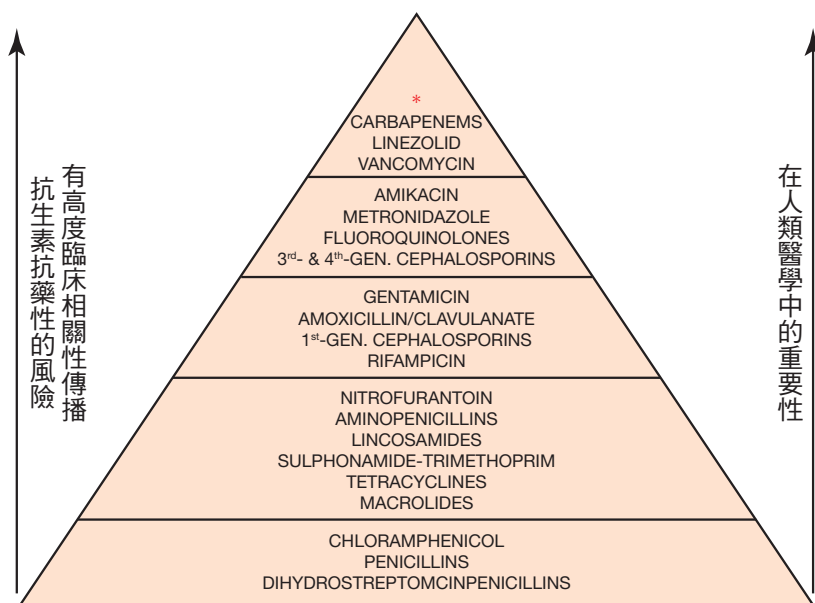 有高度臨床相關性傳播
抗生素抗藥性的風險
*
CARBAPENEMS
LINEZOLID
VANCOMYCIN
AMIKACIN
METRONIDAZOLE
FLUOROQUINOLONES
3rd- & 4th-GEN. CEPHALOSPORINS
GENTAMICIN
AMOXICILLIN/CLAVULANATE
1st-GEN. CEPHALOSPORINS
RIFAMPICIN
NITROFURANTOIN
AMINOPENICILLINS
LINCOSAMIDES
SULPHONAMIDE-TRIMETHOPRIM
TETRACYCLINES
MACROLIDES
CHLORAMPHENICOL
PENICILLINS
DIHYDROSTREPTOMCINPENICILLINS
在人類醫學中的重要性